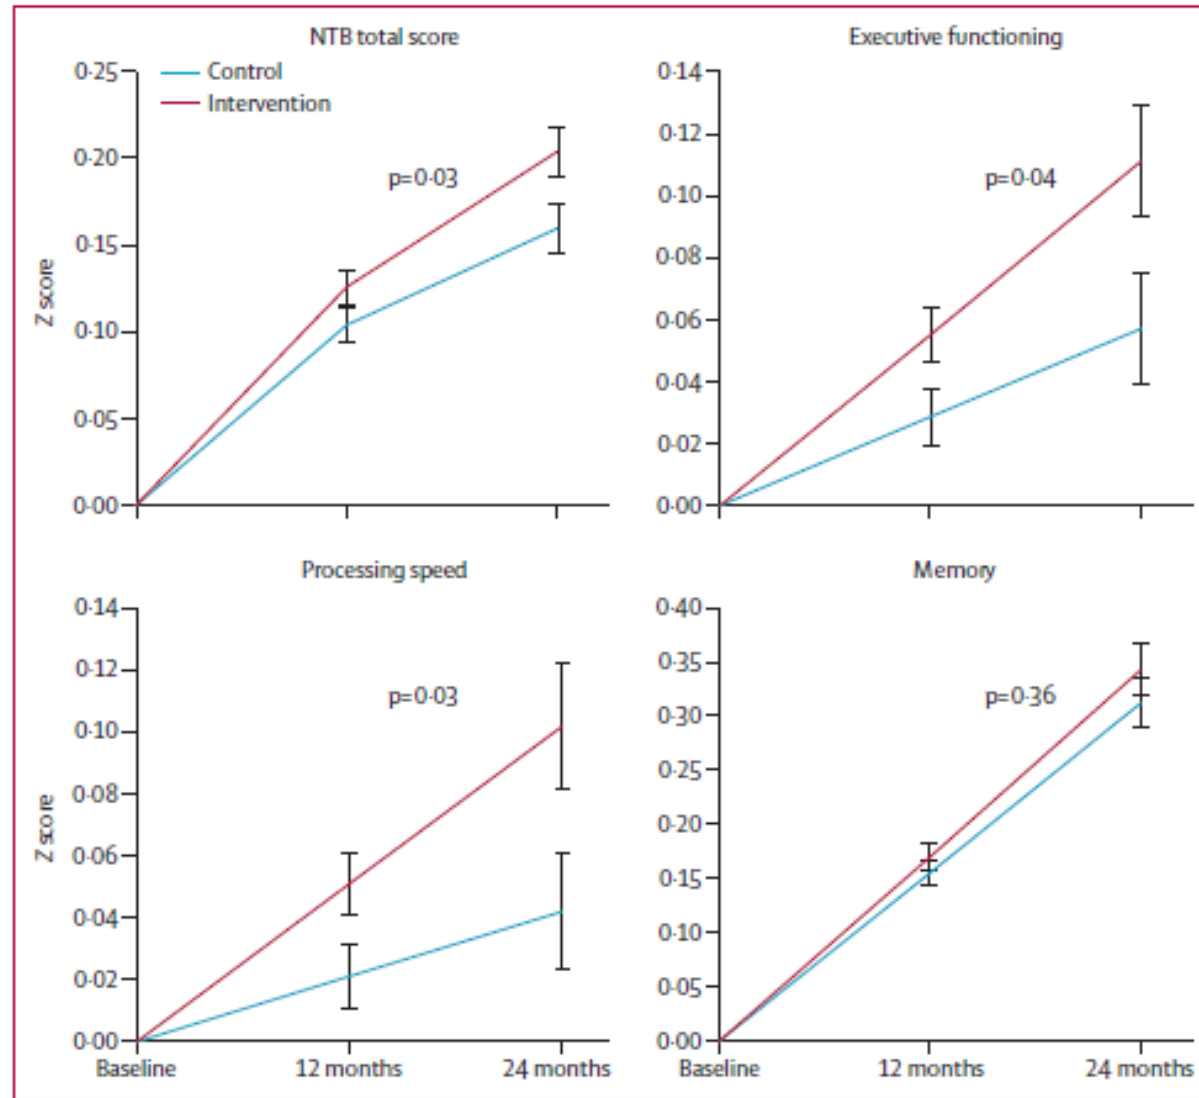 NTB total score
0·25
0·20
0·15
0·10
0·05
0·00
Z score
Control
Intervention
p=0·03
Executive functioning
0·14
0·12
0·10
0·08
0·06
0·04
0·02
0·00
p=0·04
Processing speed
0·14
0·12
0·10
0·08
0·06
0·04
0·02
0·00
Z score
p=0·03
Baseline
12 months
24 months
Memory
0·40
0·35
0·30
0·25
0·20
0·15
0·10
0·05
0·00
p=0·36
Baseline
12 months
24 months